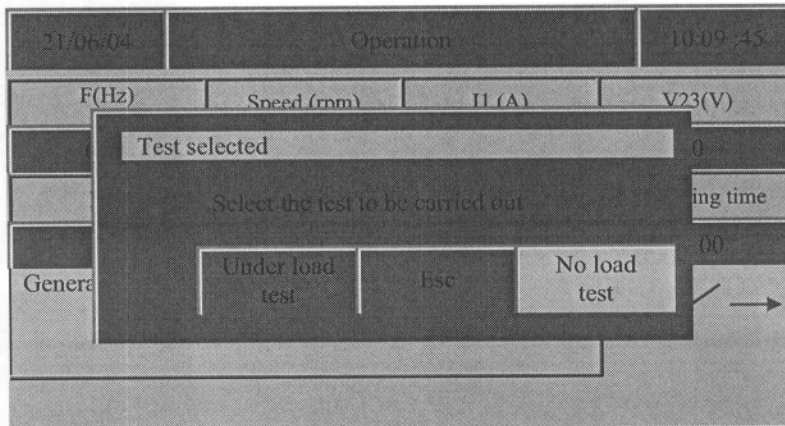 21/06/04 Operation 10:09:45
F(Hz) Speed (rpm) I1 (A) V23(V)
Test selected
0
Select the test to be carried out
ing time
Under load test
Esc
No load test
00
Genera